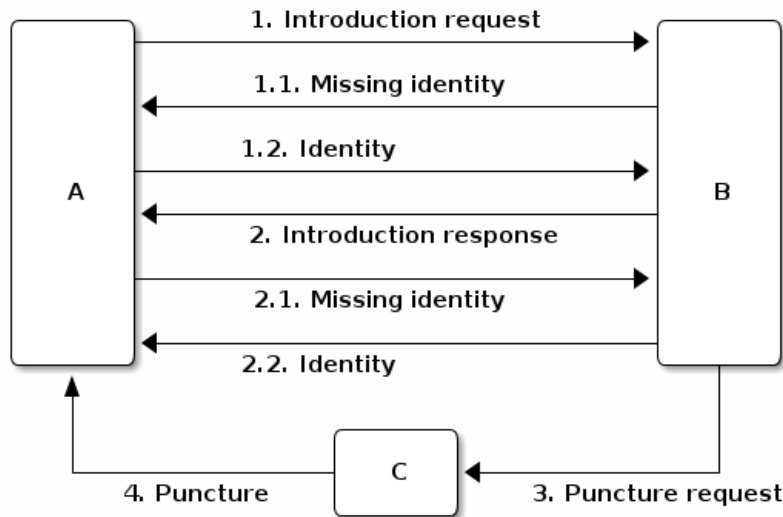 1. Introduction request
1.1. Missing identity
1.2. Identity
A
B
2. Introduction response
2.1. Missing identity
2.2. Identity
C
4. Puncture
3. Puncture request